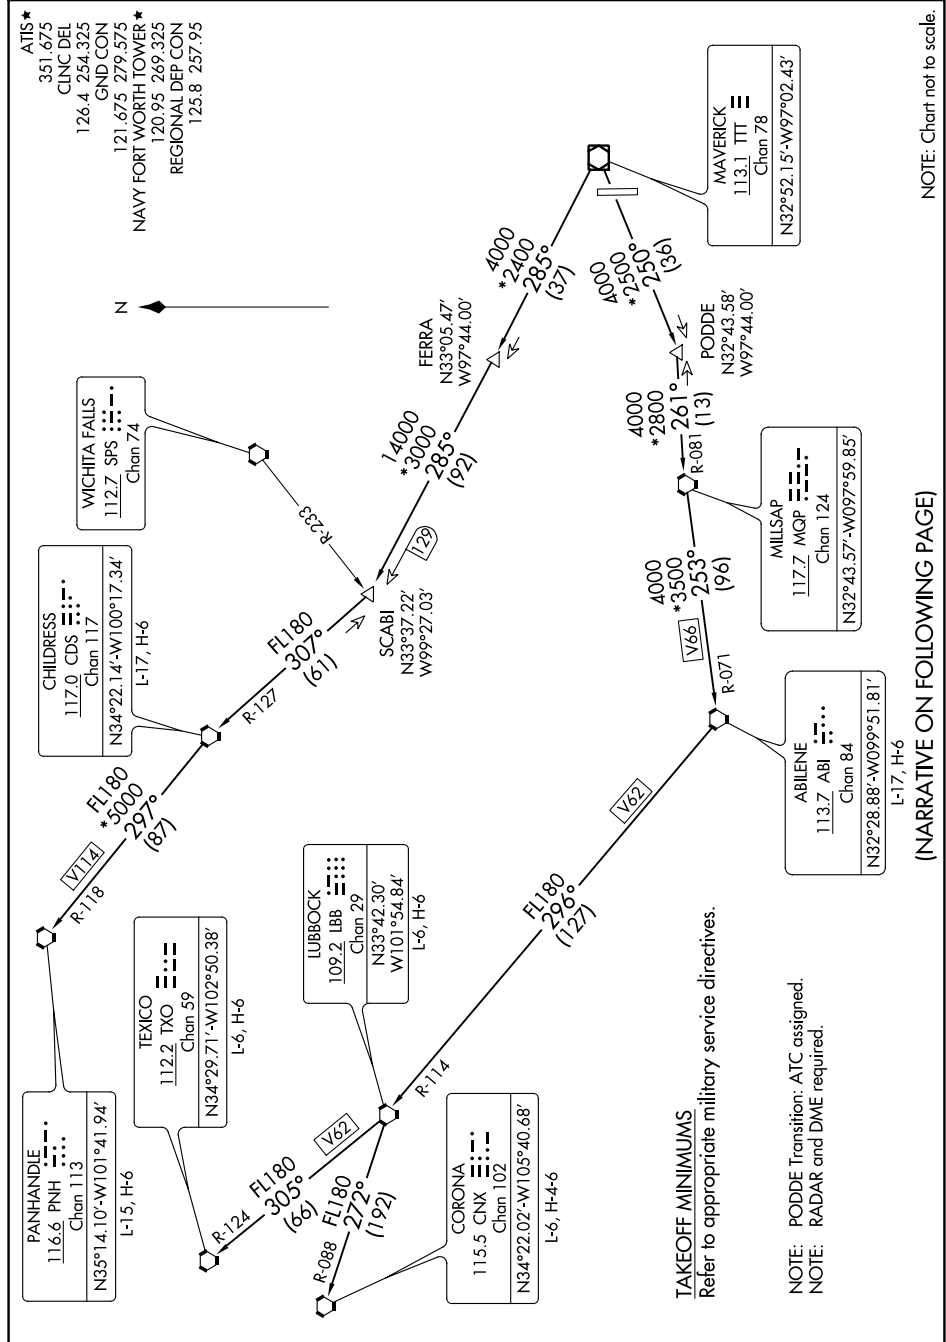 ATIS★
351.675
CLNC DEL
126.4 254.325
GND CON
121.675 279.575
NAVY FORT WORTH TOWER★
120.95 269.325
REGIONAL DEP CON
125.8 257.95
N
WICHITA FALLS
112.7 SPS
Chan 74
R-233
CHILDRESS
117.0 CDS
Chan 117
N34°22.14'-W100°17.34'
L-17, H-6
PANHANDLE
116.6 PNH
Chan 113
N35°14.10'-W101°41.94'
L-15, H-6
TEXICO
112.2 TXO
Chan 59
N34°29.71'-W102°50.38'
L-6, H-6
LUBBOCK
109.2 LBB
Chan 29
N33°42.30'
W101°54.84'
L-6, H-6
CORONA
115.5 CNX
Chan 102
N34°22.02'-W105°40.68'
L-6, H-4-6
ABILENE
113.7 ABI
Chan 84
N32°28.88'-W099°51.81'
L-17, H-6
MILLSAP
117.7 MQP
Chan 124
N32°43.57'-W097°59.85'
MAVERICK
113.1 TTT
Chan 78
N32°52.15'-W97°02.43'
FERRA
N33°05.47'
W97°44.00'
PODDE
N32°43.58'
W97°44.00'
SCABI
N33°37.22'
W99°27.03'
4000
*2400
285°
(37)
4000
*2500
250°
(36)
14000
*3000
285°
(92)
129
4000
*2800
261°
(13)
R-081
4000
*3500
253°
(96)
V66
R-071
FL180
307°
(61)
R-127
FL180
*5000
297°
(87)
V114
R-118
V62
FL180
296°
(127)
R-114
V62
FL180
305°
(66)
R-124
FL180
272°
(192)
R-088
TAKEOFF MINIMUMS
Refer to appropriate military service directives.
NOTE: PODDE Transition: ATC assigned.
NOTE: RADAR and DME required.
(NARRATIVE ON FOLLOWING PAGE)
NOTE: Chart not to scale.